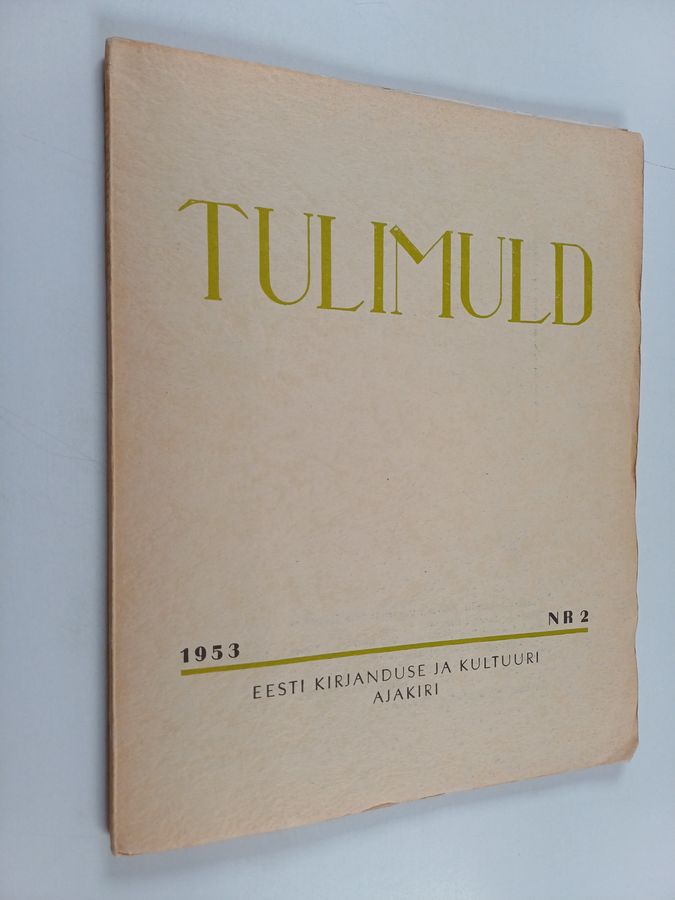 TULIMULD
1953 NR 2
EESTI KIRJANDUSE JA KULTUURI
AJAKIRI